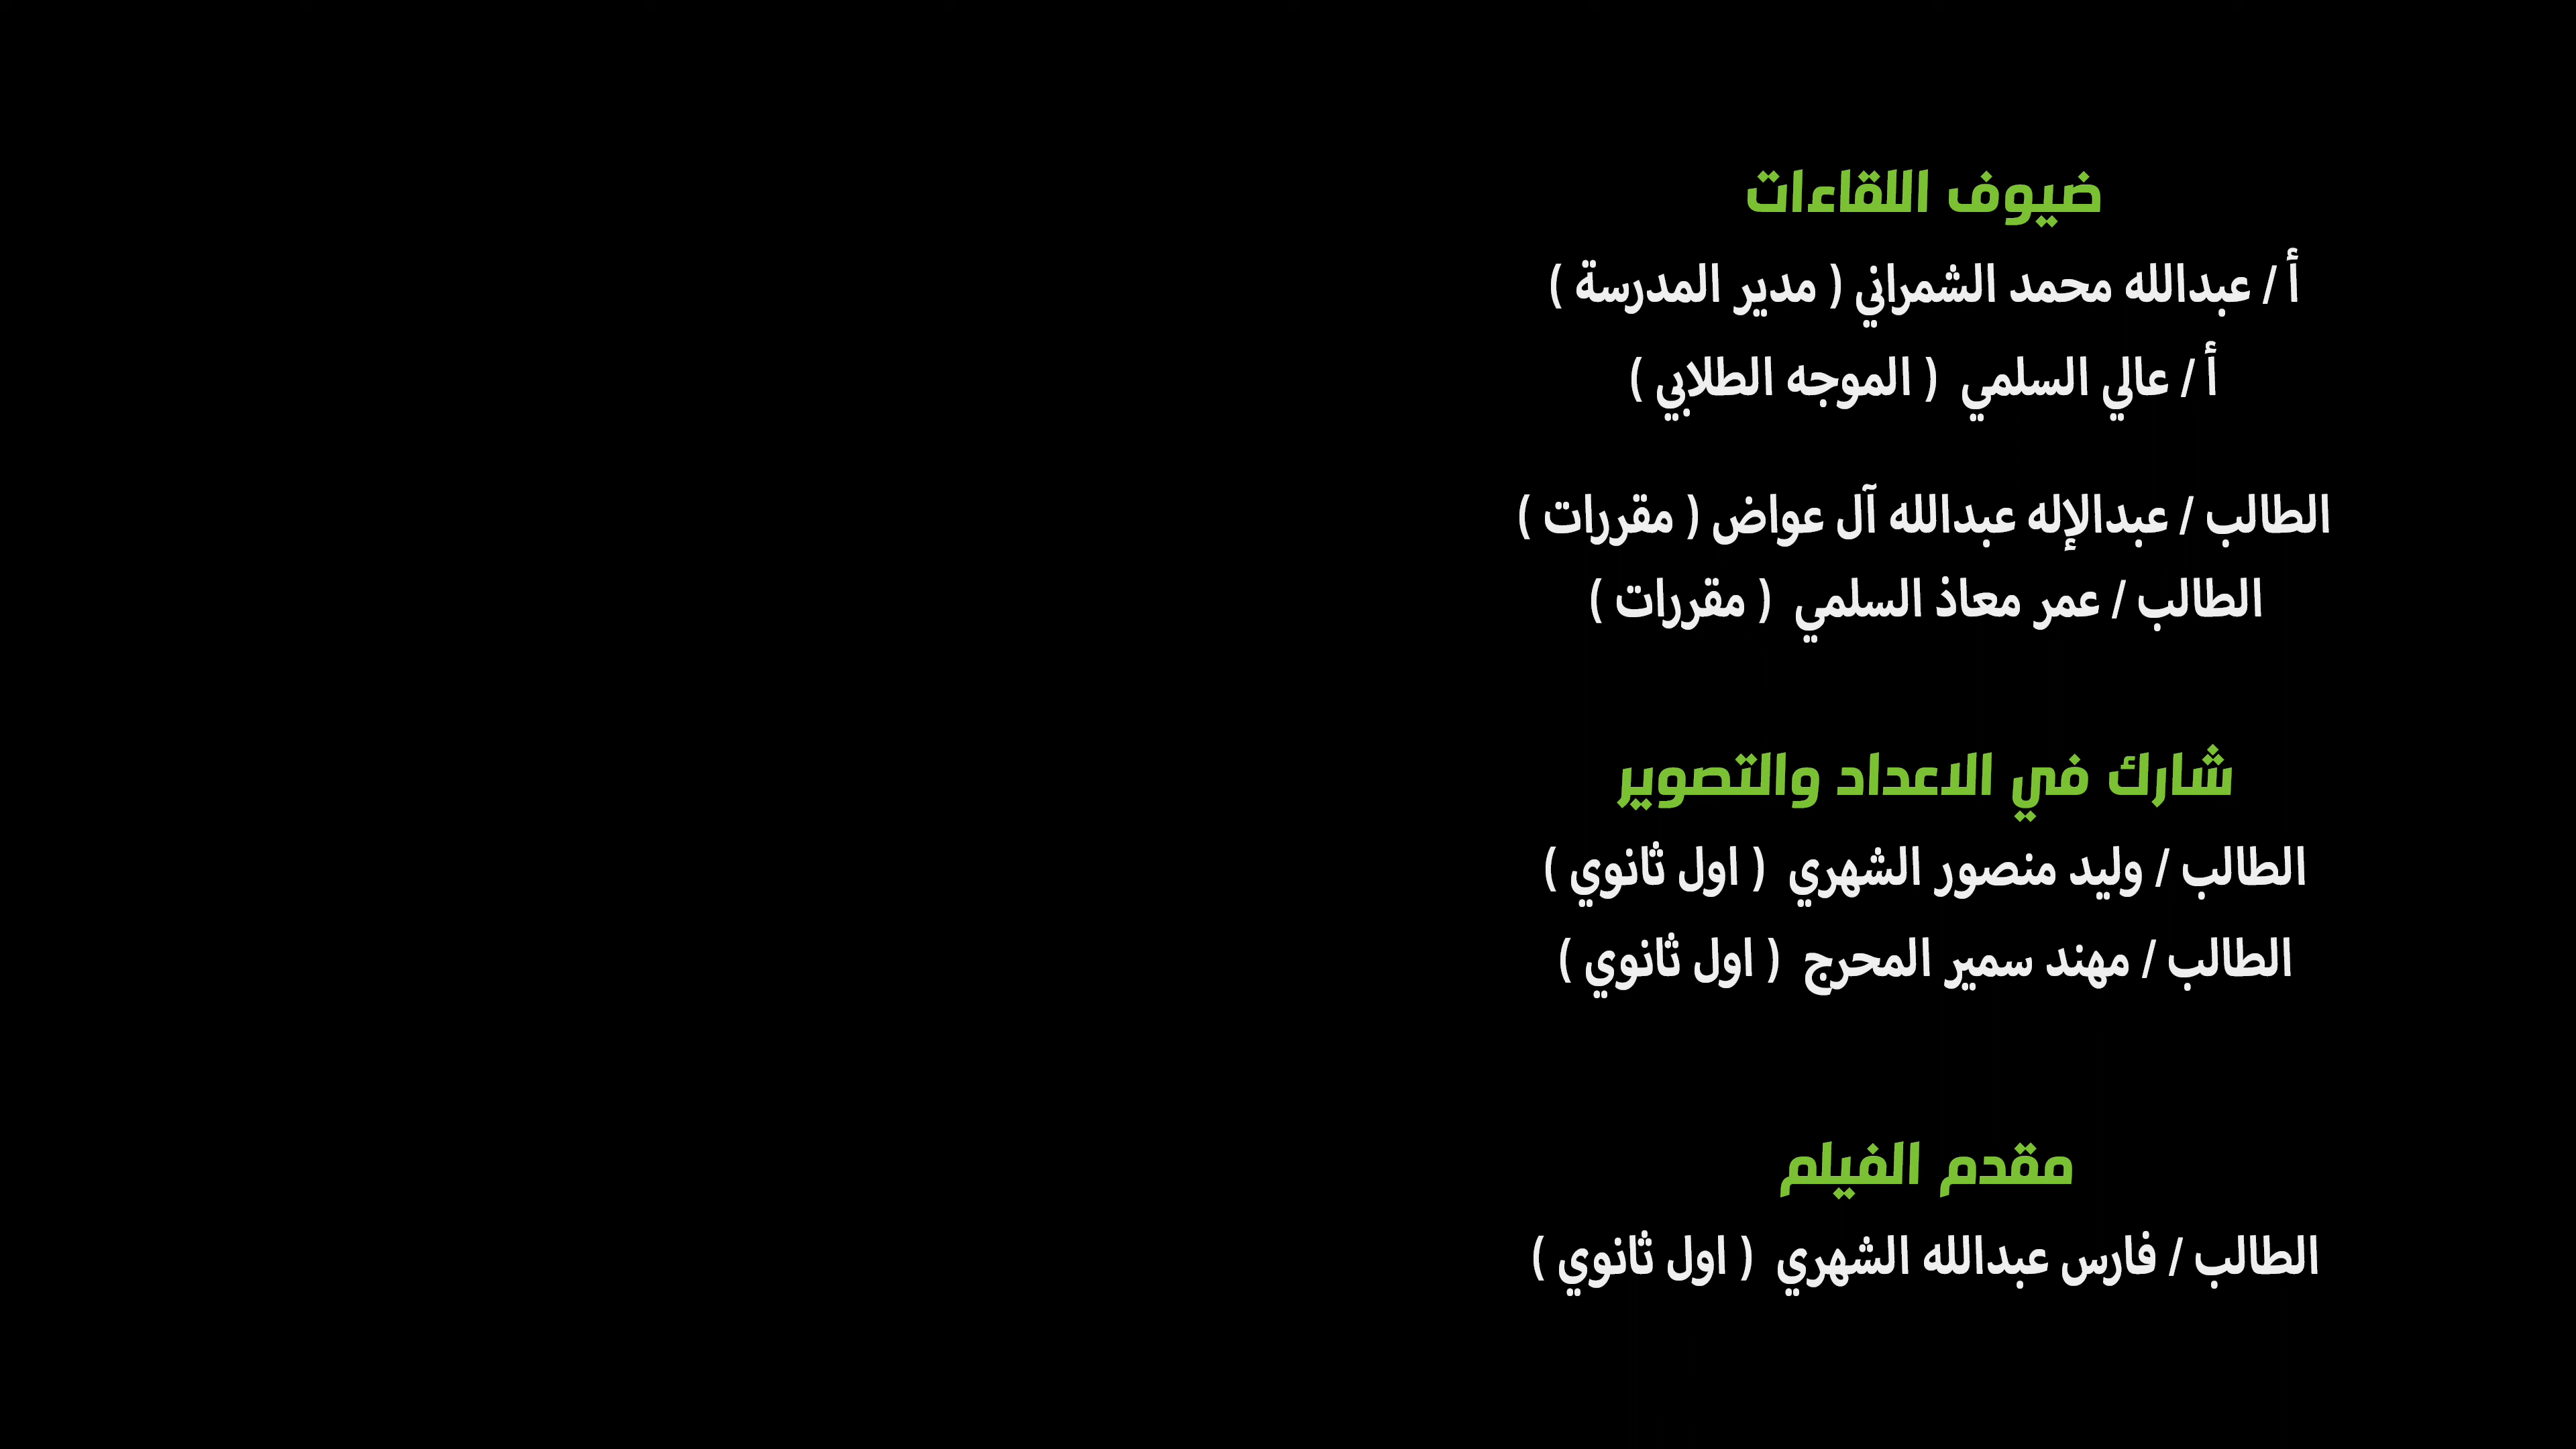 ضيوف اللقاءات
أ / عبدالله محمد الشمراني ( مدير المدرسة )
أ / عالي السلمي ( الموجه الطلابي )
الطالب / عبدالإله عبدالله آل عواض ( مقررات )
الطالب / عمر معاذ السلمي ( مقررات )
شارك في الاعداد والتصوير
الطالب / وليد منصور الشهري ( اول ثانوي )
الطالب / مهند سمير المحرج ( اول ثانوي )
مقدم الفيلم
الطالب / فارس عبدالله الشهري ( اول ثانوي )